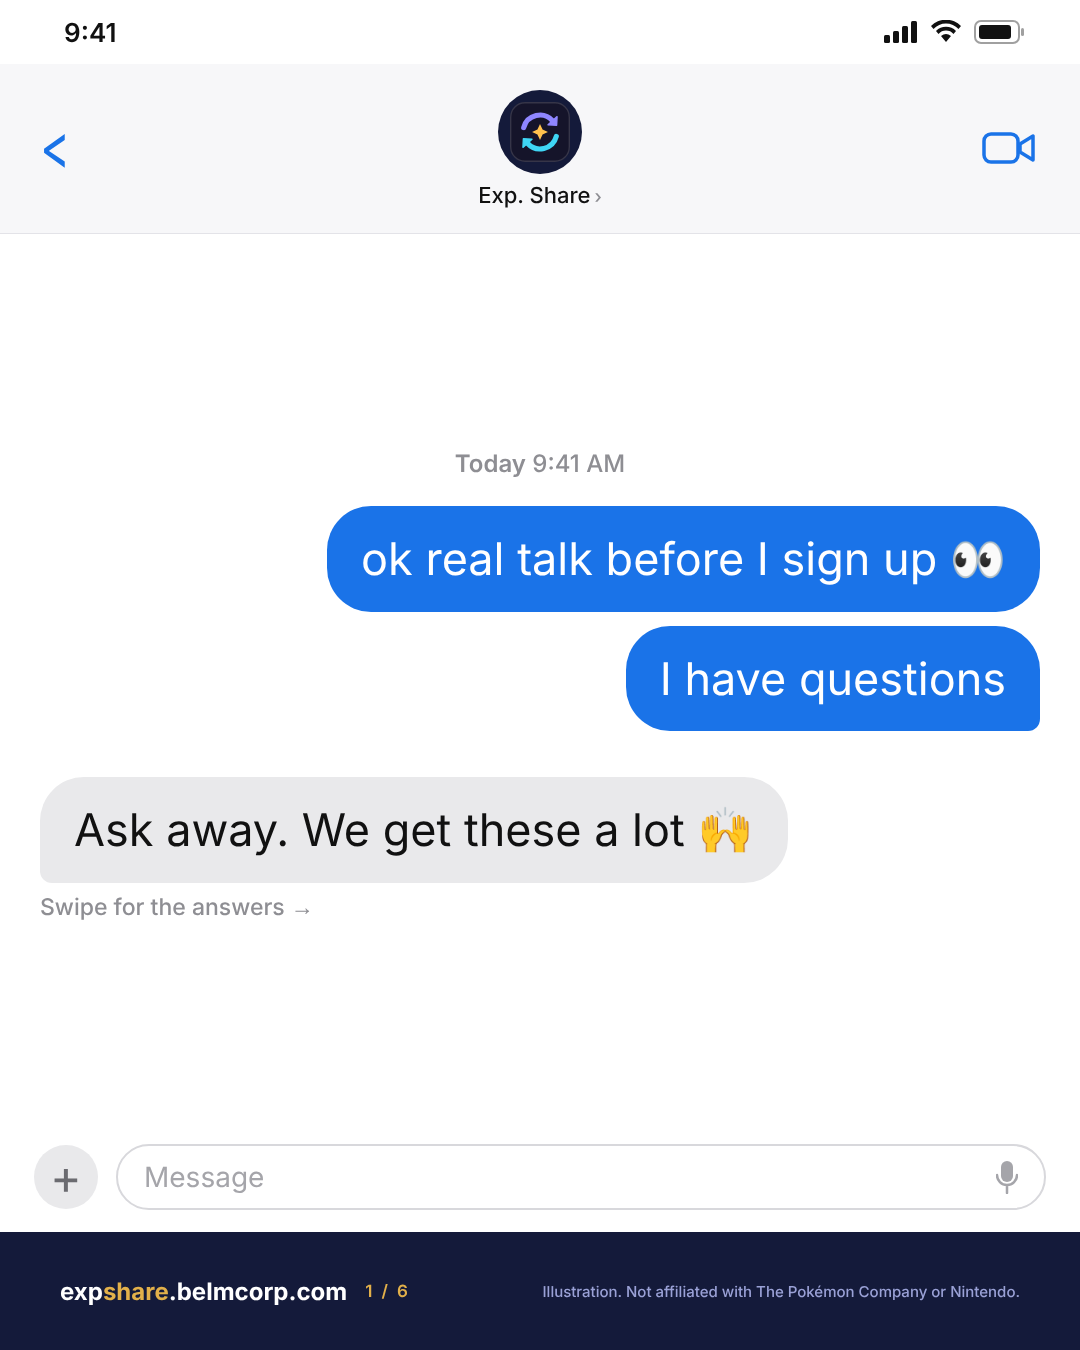 9:41
Exp. Share ›
Today 9:41 AM
ok real talk before I sign up 👀
I have questions
Ask away. We get these a lot 🙌
Swipe for the answers →
+ Message
expshare.belmcorp.com 1 / 6 Illustration. Not affiliated with The Pokémon Company or Nintendo.